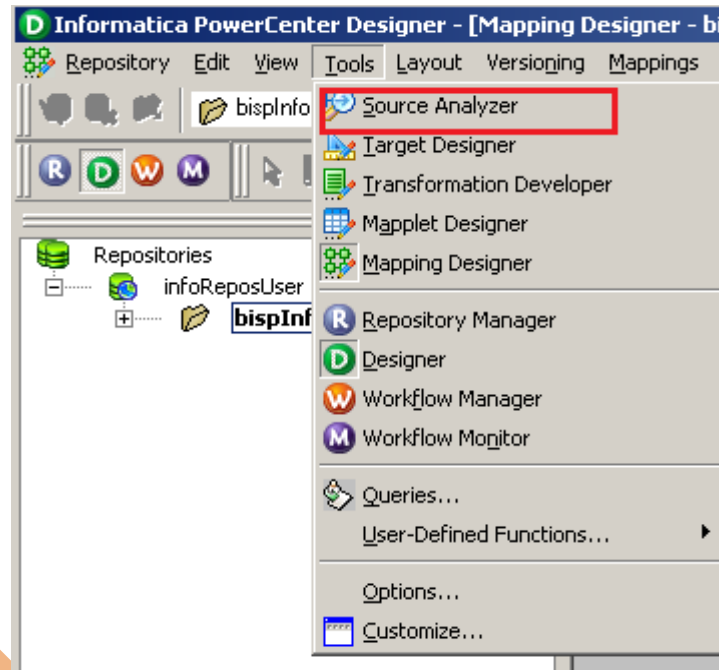 Informatica PowerCenter Designer - [Mapping Designer - bi
Repository Edit View Tools Layout Versioning Mappings
bispInfo
Source Analyzer
Target Designer
Transformation Developer
Mapplet Designer
Mapping Designer
Repository Manager
Designer
Workflow Manager
Workflow Monitor
Queries...
User-Defined Functions...
Options...
Customize...
R D W M
Repositories
infoReposUser
bispInf